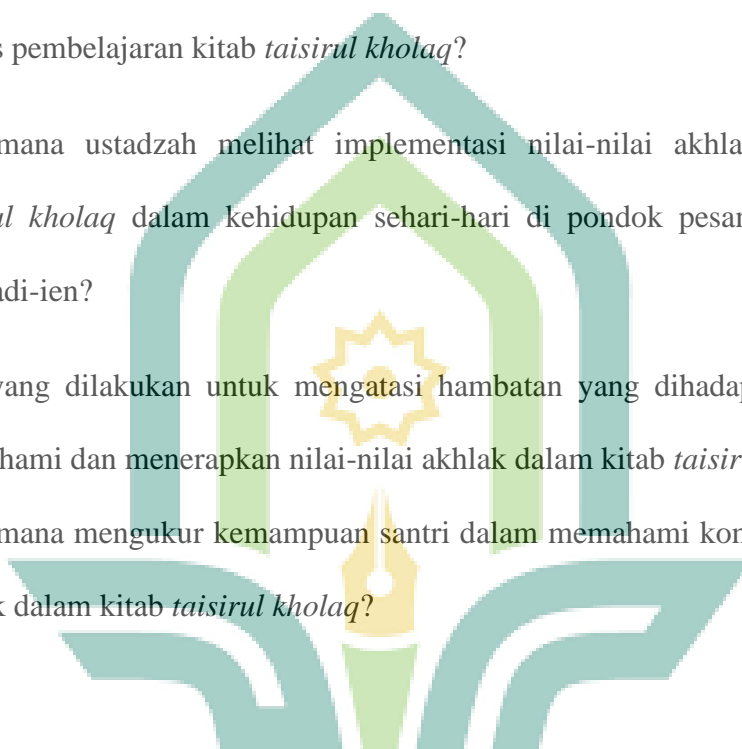 s pembelajaran kitab taisirul kholaq?
mana ustadzah melihat implementasi nilai-nilai akhla
ul kholaq dalam kehidupan sehari-hari di pondok pesar
adi-ien?
yang dilakukan untuk mengatasi hambatan yang dihadap
hami dan menerapkan nilai-nilai akhlak dalam kitab taisir
mana mengukur kemampuan santri dalam memahami kon
k dalam kitab taisirul kholaq?